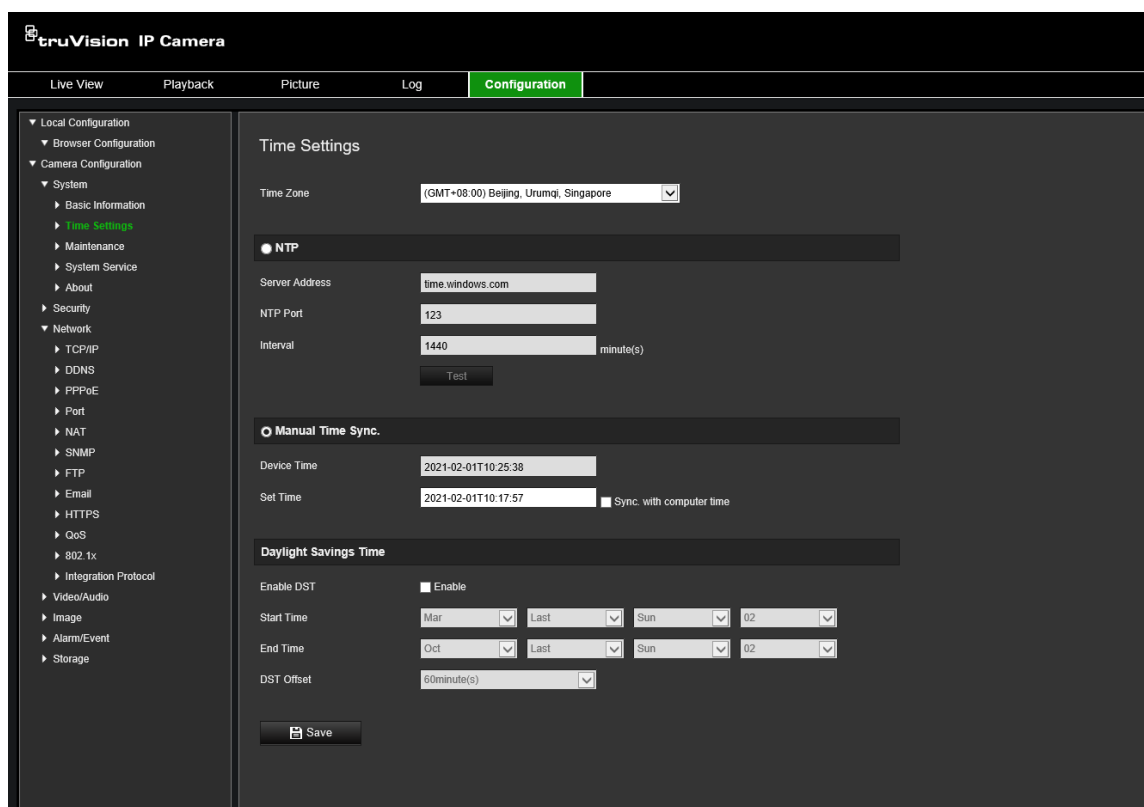 truVision IP Camera
Live View Playback Picture Log Configuration
Local Configuration
Browser Configuration
Camera Configuration
System
Basic Information
Time Settings
Maintenance
System Service
About
Security
Network
TCP/IP
DDNS
PPPoE
Port
NAT
SNMP
FTP
Email
HTTPS
QoS
802.1x
Integration Protocol
Video/Audio
Image
Alarm/Event
Storage
Time Settings
Time Zone (GMT+08:00) Beijing, Urumqi, Singapore
NTP
Server Address time.windows.com
NTP Port 123
Interval 1440 minute(s)
Test
Manual Time Sync.
Device Time 2021-02-01T10:25:38
Set Time 2021-02-01T10:17:57 Sync. with computer time
Daylight Savings Time
Enable DST Enable
Start Time Mar Last Sun 02
End Time Oct Last Sun 02
DST Offset 60minute(s)
Save